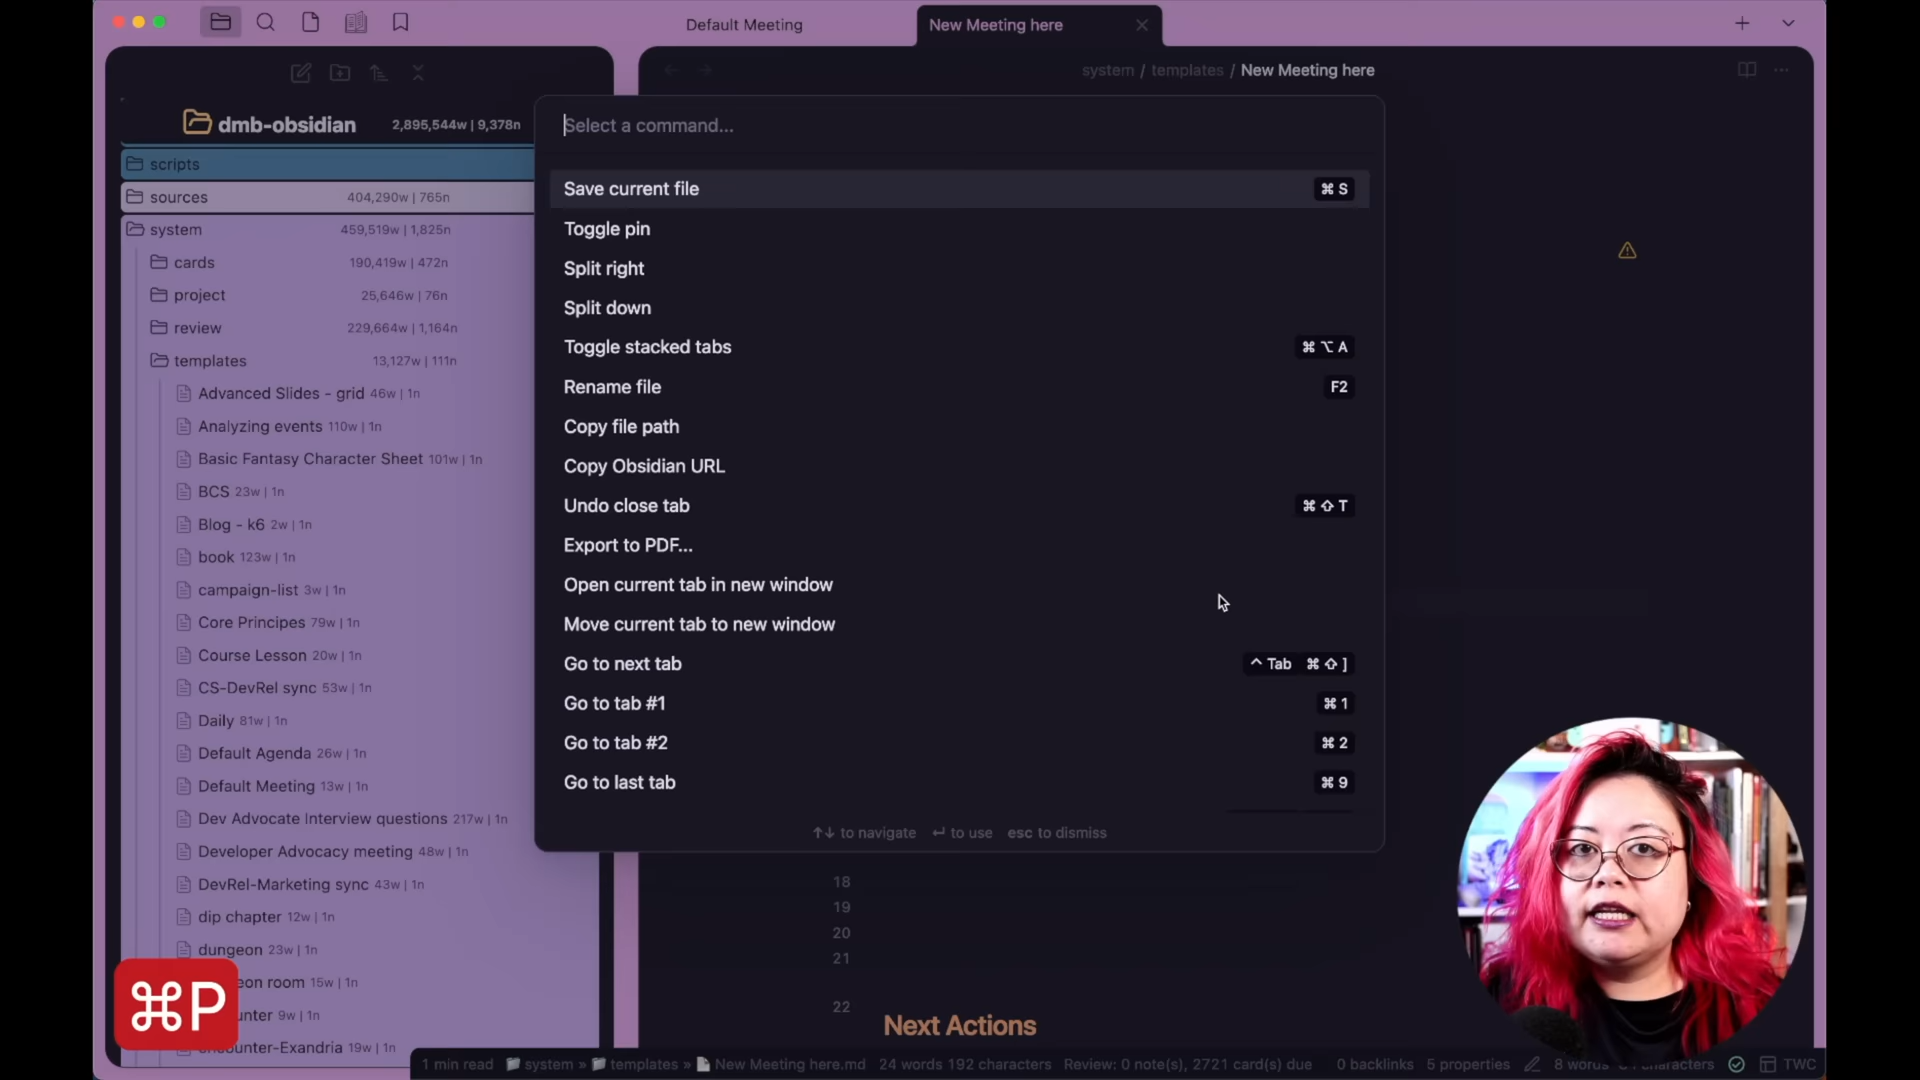 Default Meeting
New Meeting here
system / templates / New Meeting here
dmb-obsidian 2,895,544w | 9,378n
scripts
sources 404,290w | 765n
system 459,519w | 1,825n
cards 190,419w | 472n
project 25,646w | 76n
review 229,664w | 1,164n
templates 13,127w | 111n
Advanced Slides - grid 46w | 1n
Analyzing events 110w | 1n
Basic Fantasy Character Sheet 101w | 1n
BCS 23w | 1n
Blog - k6 2w | 1n
book 123w | 1n
campaign-list 3w | 1n
Core Principes 79w | 1n
Course Lesson 20w | 1n
CS-DevRel sync 53w | 1n
Daily 81w | 1n
Default Agenda 26w | 1n
Default Meeting 13w | 1n
Dev Advocate Interview questions 217w | 1n
Developer Advocacy meeting 48w | 1n
DevRel-Marketing sync 43w | 1n
dip chapter 12w | 1n
dungeon 23w | 1n
eon room 15w | 1n
unter 9w | 1n
encounter-Exandria 19w | 1n
⌘P
Select a command...
Save current file ⌘ S
Toggle pin
Split right
Split down
Toggle stacked tabs ⌘ ⌥ A
Rename file F2
Copy file path
Copy Obsidian URL
Undo close tab ⌘ ⇧ T
Export to PDF...
Open current tab in new window
Move current tab to new window
Go to next tab ^ Tab ⌘ ⇧ ]
Go to tab #1 ⌘ 1
Go to tab #2 ⌘ 2
Go to last tab ⌘ 9
↑↓ to navigate ↵ to use esc to dismiss
18
19
20
21
22
Next Actions
1 min read system » templates » New Meeting here.md 24 words 192 characters Review: 0 note(s), 2721 card(s) due 0 backlinks 5 properties 8 words characters TWC